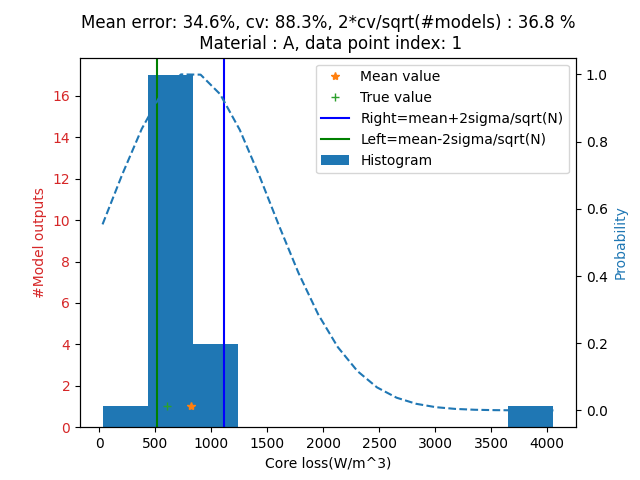 Mean error: 34.6%, cv: 88.3%, 2*cv/sqrt(#models) : 36.8 %
Material : A, data point index: 1
Mean value
True value
Right=mean+2sigma/sqrt(N)
Left=mean-2sigma/sqrt(N)
Histogram
#Model outputs
16
14
12
10
8
6
4
2
0
1.0
0.8
0.6
0.4
0.2
0.0
Probability
0 500 1000 1500 2000 2500 3000 3500 4000
Core loss(W/m^3)